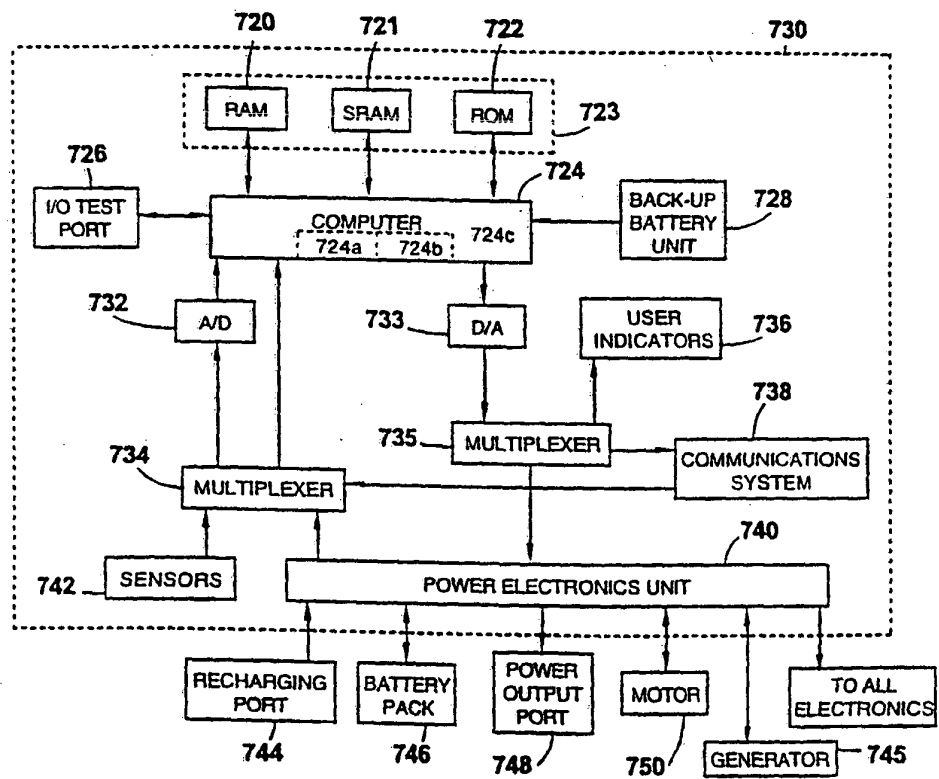 720
721
722
730
RAM
SRAM
ROM
723
726
724
I/O TEST
PORT
COMPUTER
724a
724b
724c
BACK-UP
BATTERY
UNIT
728
732
A/D
733
D/A
USER
INDICATORS
736
738
735
MULTIPLEXER
COMMUNICATIONS
SYSTEM
734
MULTIPLEXER
740
742
SENSORS
POWER ELECTRONICS UNIT
RECHARGING
PORT
744
BATTERY
PACK
746
POWER
OUTPUT
PORT
748
MOTOR
750
TO ALL
ELECTRONICS
GENERATOR
745